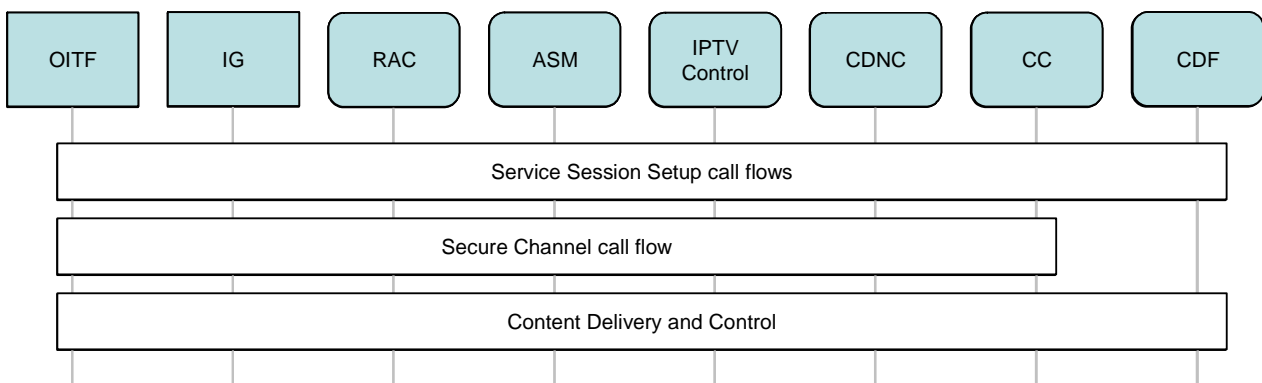 OITF
IG
RAC
ASM
IPTV
Control
CDNC
CC
CDF
Service Session Setup call flows
Secure Channel call flow
Content Delivery and Control